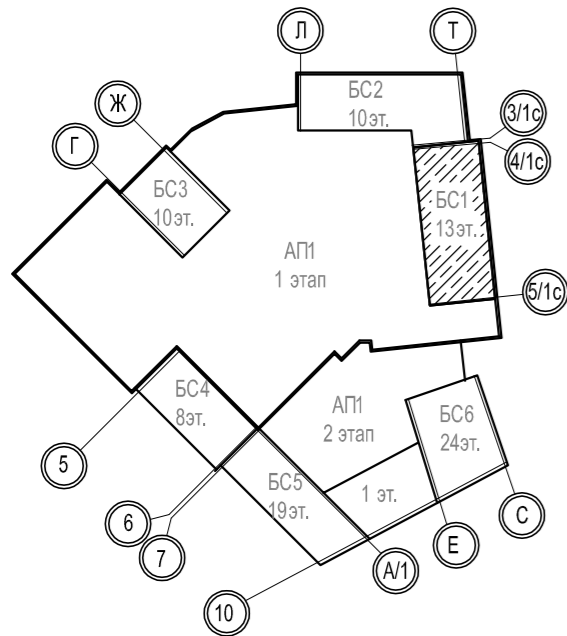 Л
Т
БС2
10эт.
Ж
3/1с
4/1с
Г
БС3
10эт.
БС1
13эт.
АП1
1 этап
5/1с
БС4
8эт.
АП1
2 этап
БС6
24эт.
5
БС5
19эт.
1 эт.
6
7
С
Е
А/1
10